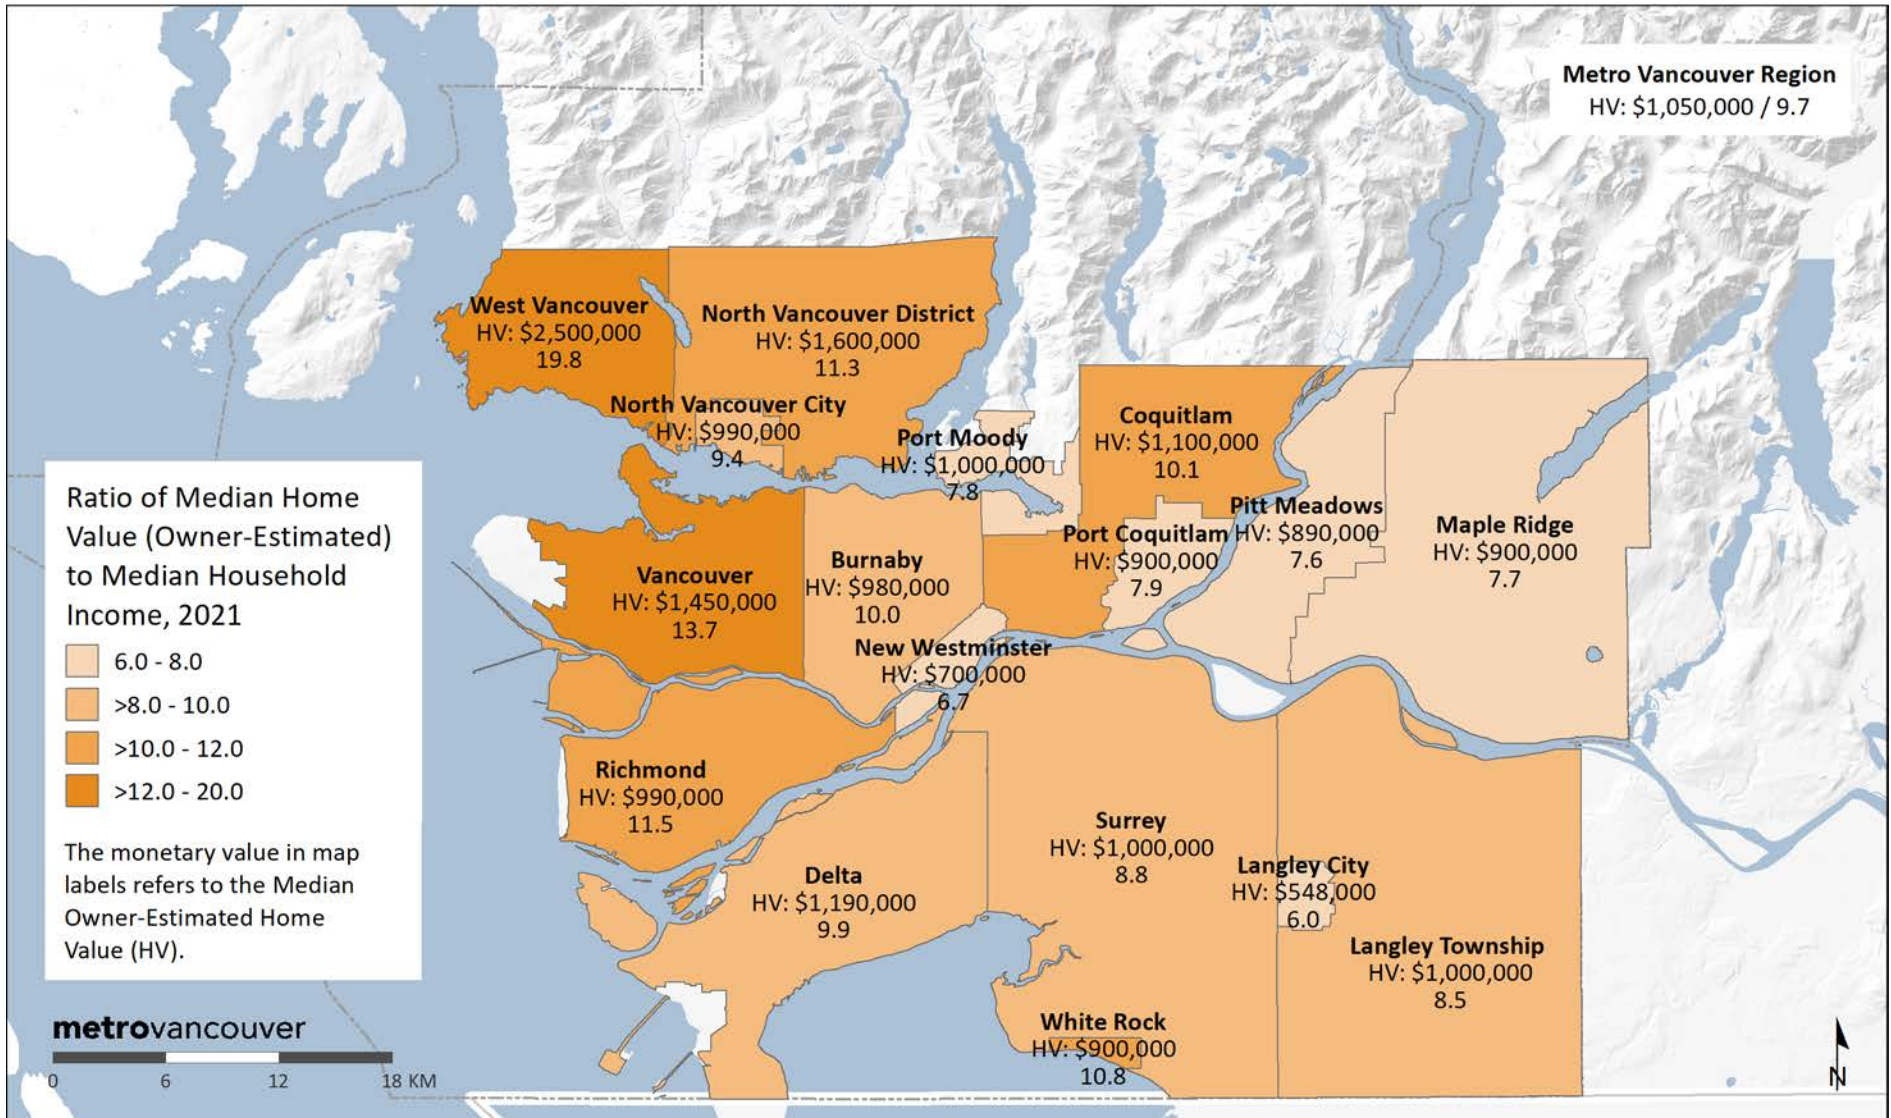 Metro Vancouver Region
HV: $1,050,000 / 9.7
West Vancouver
HV: $2,500,000
19.8
North Vancouver District
HV: $1,600,000
11.3
North Vancouver City
HV: $990,000
9.4
Port Moody
HV: $1,000,000
7.8
Coquitlam
HV: $1,100,000
10.1
Pitt Meadows
HV: $890,000
7.6
Maple Ridge
HV: $900,000
7.7
Port Coquitlam
HV: $900,000
7.9
Burnaby
HV: $980,000
10.0
Vancouver
HV: $1,450,000
13.7
New Westminster
HV: $700,000
6.7
Richmond
HV: $990,000
11.5
Delta
HV: $1,190,000
9.9
Surrey
HV: $1,000,000
8.8
Langley City
HV: $548,000
6.0
Langley Township
HV: $1,000,000
8.5
White Rock
HV: $900,000
10.8
Ratio of Median Home
Value (Owner-Estimated)
to Median Household
Income, 2021
6.0 - 8.0
>8.0 - 10.0
>10.0 - 12.0
>12.0 - 20.0
The monetary value in map
labels refers to the Median
Owner-Estimated Home
Value (HV).
metrovancouver
0 6 12 18 KM
N